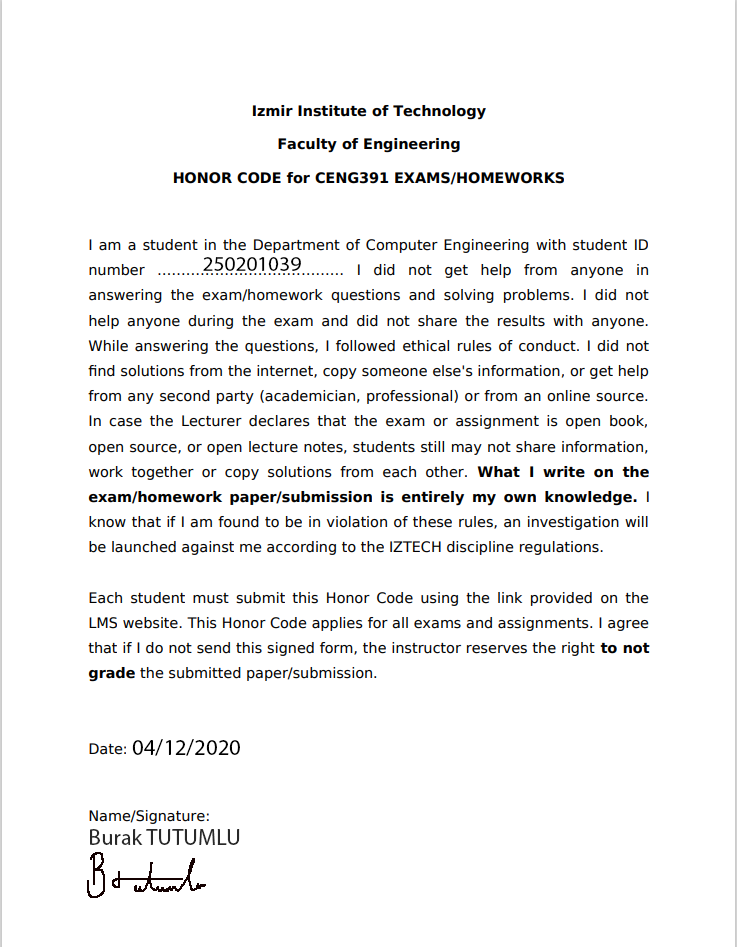 Izmir Institute of Technology
Faculty of Engineering
HONOR CODE for CENG391 EXAMS/HOMEWORKS
I am a student in the Department of Computer Engineering with student ID
number ..........250201039......... I did not get help from anyone in
answering the exam/homework questions and solving problems. I did not
help anyone during the exam and did not share the results with anyone.
While answering the questions, I followed ethical rules of conduct. I did not
find solutions from the internet, copy someone else's information, or get help
from any second party (academician, professional) or from an online source.
In case the Lecturer declares that the exam or assignment is open book,
open source, or open lecture notes, students still may not share information,
work together or copy solutions from each other. What I write on the
exam/homework paper/submission is entirely my own knowledge. I
know that if I am found to be in violation of these rules, an investigation will
be launched against me according to the IZTECH discipline regulations.
Each student must submit this Honor Code using the link provided on the
LMS website. This Honor Code applies for all exams and assignments. I agree
that if I do not send this signed form, the instructor reserves the right to not
grade the submitted paper/submission.
Date: 04/12/2020
Name/Signature:
Burak TUTUMLU